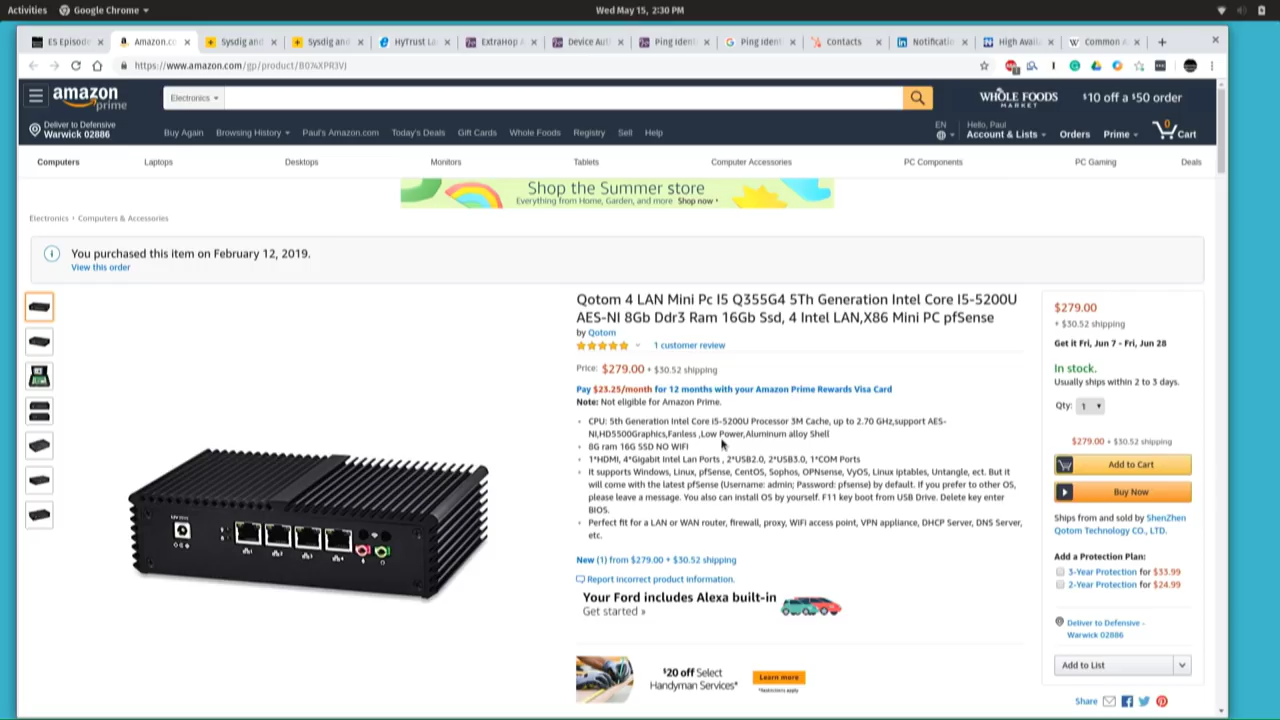 Activities
Google Chrome
Wed May 15, 2:30 PM
ES Episode
Amazon.co
Sysdig and
Sysdig and
HyTrust
ExtraHop
Ping Ident
Ping Ident
Contacts
Notificati
High Avail
Common
https://www.amazon.com/gp/product/B074XPR3VJ
amazon
prime
Electronics
WHOLE FOODS
MARKET
$10 off a $50 order
Deliver to Defensive
Warwick 02886
Buy Again
Browsing History
Paul's Amazon.com
Today's Deals
Gift Cards
Whole Foods
Registry
Sell
Help
EN
Hello, Paul
Account & Lists
Orders
Prime
0
Cart
Computers
Laptops
Desktops
Monitors
Tablets
Computer Accessories
PC Components
PC Gaming
Deals
Shop the Summer store
Everything from Home, Garden, and more Shop now ›
Electronics › Computers & Accessories
You purchased this item on February 12, 2019.
View this order
Qotom 4 LAN Mini Pc I5 Q355G4 5Th Generation Intel Core I5-5200U
AES-NI 8Gb Ddr3 Ram 16Gb Ssd, 4 Intel LAN,X86 Mini PC pfSense
by Qotom
1 customer review
Price: $279.00 + $30.52 shipping
Pay $23.25/month for 12 months with your Amazon Prime Rewards Visa Card
Note: Not eligible for Amazon Prime.
• CPU: 5th Generation Intel Core i5-5200U Processor 3M Cache, up to 2.70 GHz,support AES-
NI,HD5500Graphics,Fanless ,Low Power,Aluminum alloy Shell
• 8G ram 16G SSD NO WIFI
• 1*HDMI, 4*Gigabit Intel Lan Ports , 2*USB2.0, 2*USB3.0, 1*COM Ports
• It supports Windows, Linux, pfSense, CentOS, Sophos, OPNsense, VyOS, Linux iptables, Untangle, ect. But it
will come with the latest pfSense (Username: admin; Password: pfsense) by default. If you prefer to other OS,
please leave a message. You also can install OS by yourself. F11 key boot from USB Drive. Delete key enter
BIOS.
• Perfect fit for a LAN or WAN router, firewall, proxy, WiFi access point, VPN appliance, DHCP Server, DNS Server,
etc.
New (1) from $279.00 + $30.52 shipping
Report incorrect product information.
Your Ford includes Alexa built-in
Get started »
$20 off Select
Handyman Services*
Learn more
*Restrictions apply
$279.00
+ $30.52 shipping
Get it Fri, Jun 7 - Fri, Jun 28
In stock.
Usually ships within 2 to 3 days.
Qty: 1
$279.00 + $30.52 shipping
Add to Cart
Buy Now
Ships from and sold by ShenZhen
Qotom Technology CO., LTD.
Add a Protection Plan:
3-Year Protection for $33.99
2-Year Protection for $24.99
Deliver to Defensive -
Warwick 02886
Add to List
Share